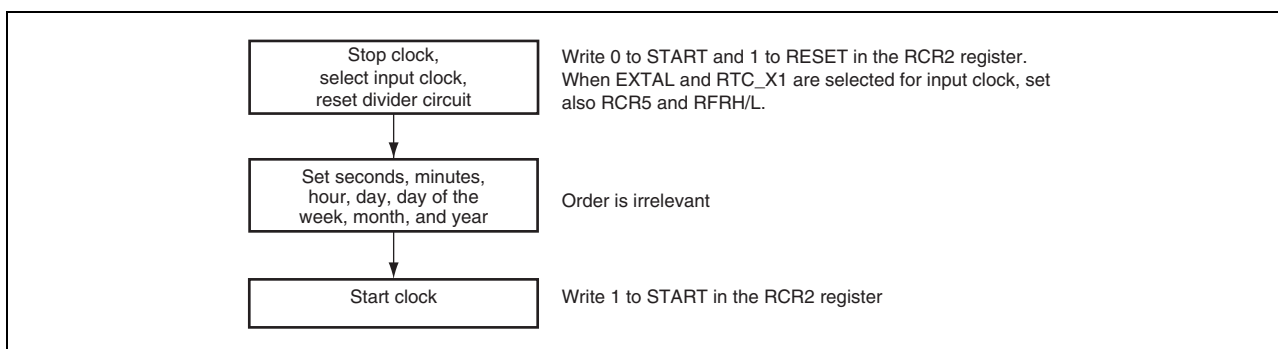 Stop clock,
select input clock,
reset divider circuit
Write 0 to START and 1 to RESET in the RCR2 register.
When EXTAL and RTC_X1 are selected for input clock, set
also RCR5 and RFRH/L.
Set seconds, minutes,
hour, day, day of the
week, month, and year
Order is irrelevant
Start clock
Write 1 to START in the RCR2 register